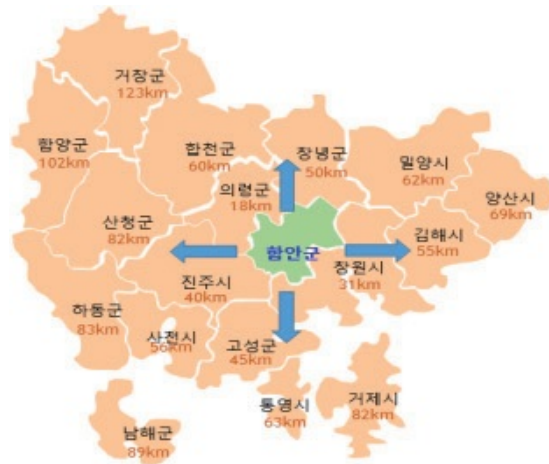 거창군
123km
함양군
102km
합천군
60km
창녕군
50km
밀양시
62km
양산시
69km
의령군
18km
산청군
82km
함안군
김해시
55km
진주시
40km
창원시
31km
하동군
83km
사천시
56km
고성군
45km
통영시
63km
거제시
82km
남해군
89km